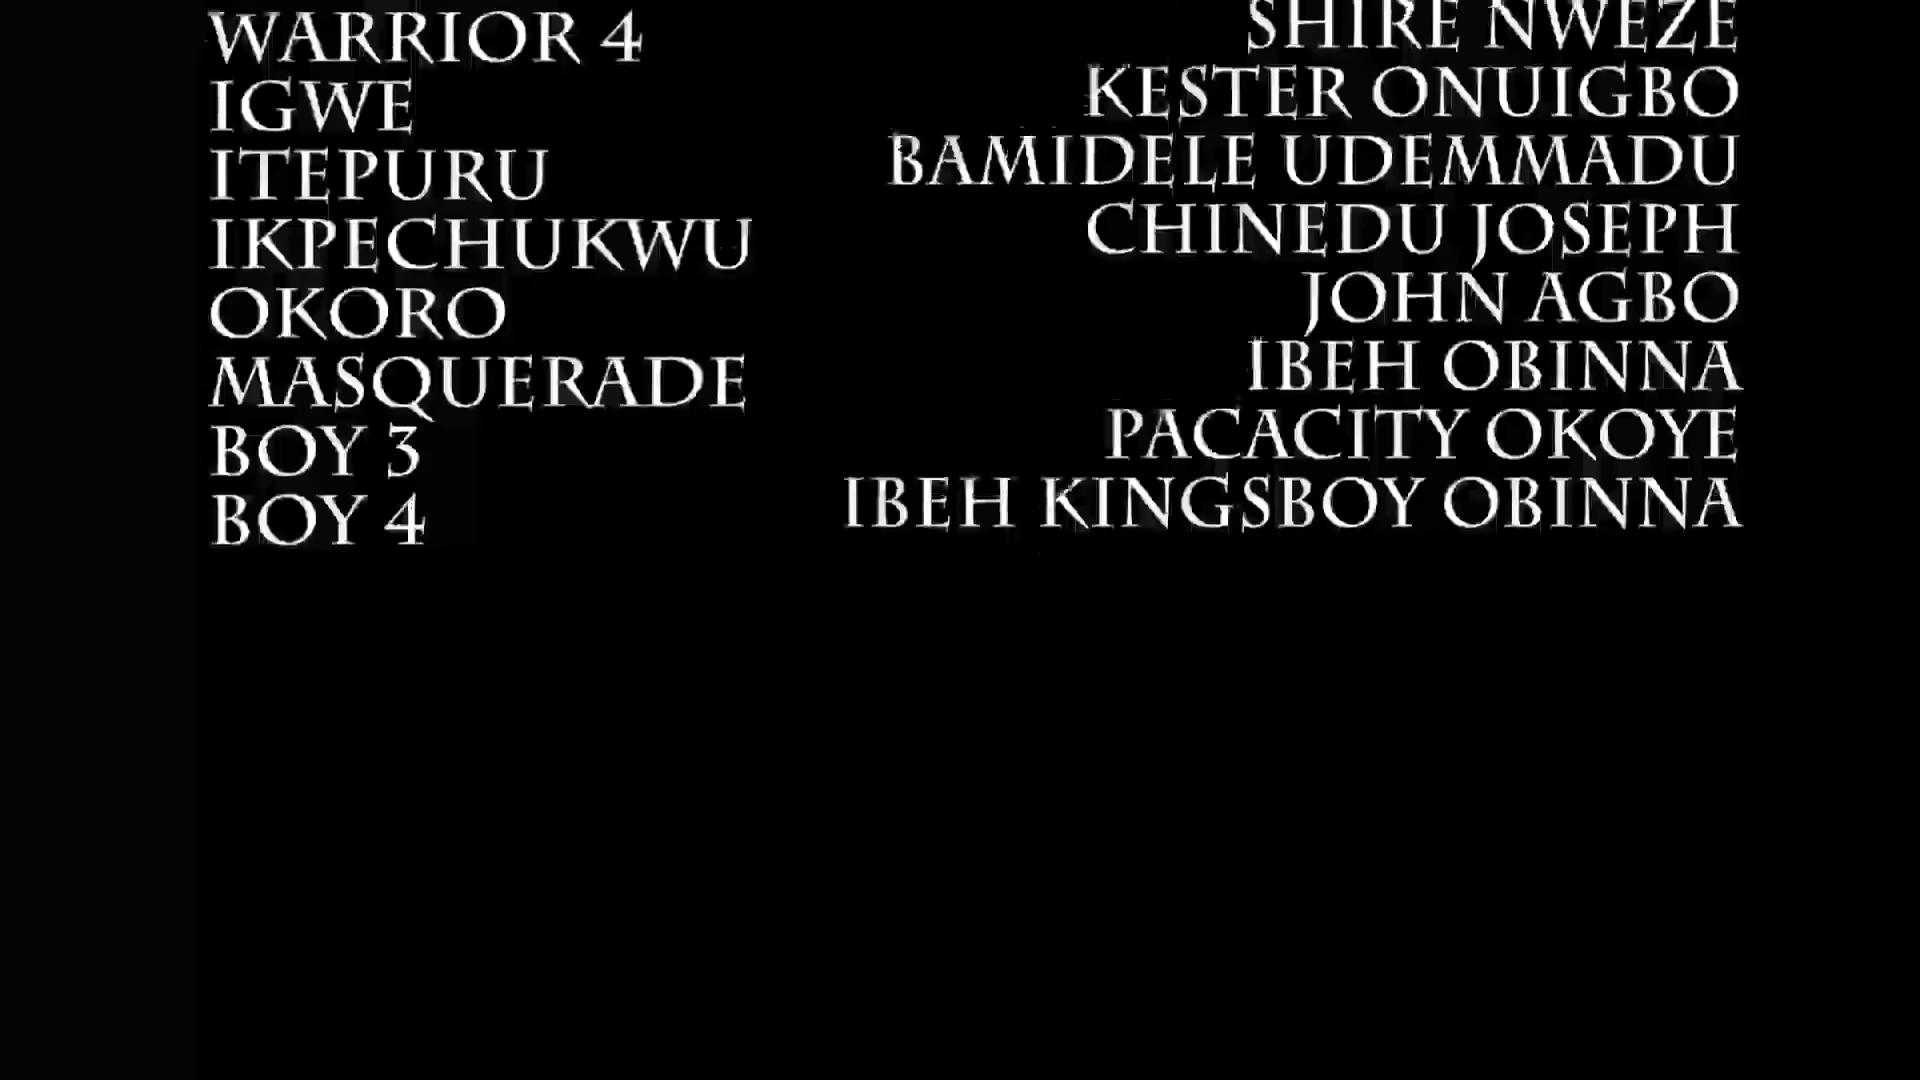 WARRIOR 4 SHIRE NWEZE
IGWE KESTER ONUIGBO
ITEPURU BAMIDELE UDEMMADU
IKPECHUKWU CHINEDU JOSEPH
OKORO JOHN AGBO
MASQUERADE IBEH OBINNA
BOY 3 PACACITY OKOYE
BOY 4 IBEH KINGSBOY OBINNA